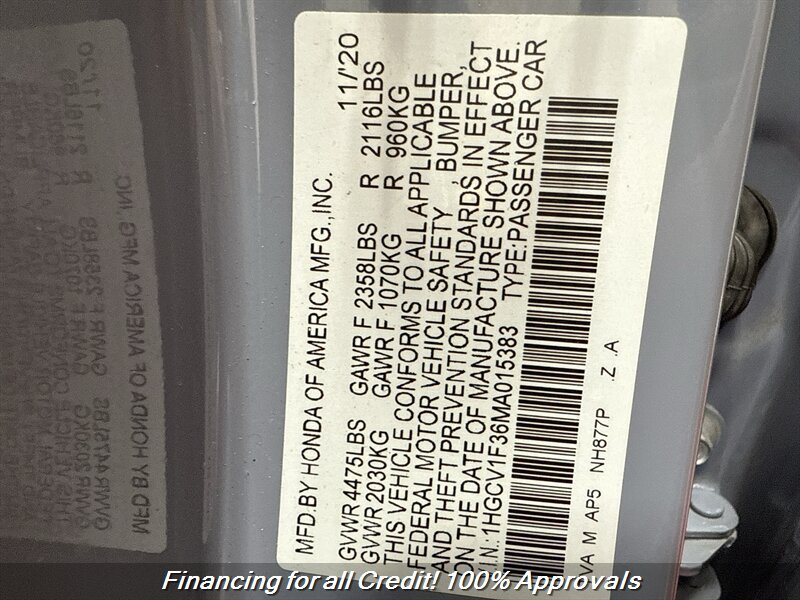 MFD.BY HONDA OF AMERICA MFG.,INC. 11/'20
GVWR 4475LBS GAWR F 2358LBS R 2116LBS
GVWR 2030KG GAWR F 1070KG R 960KG
THIS VEHICLE CONFORMS TO ALL APPLICABLE
FEDERAL MOTOR VEHICLE SAFETY, BUMPER,
AND THEFT PREVENTION STANDARDS, IN EFFECT
ON THE DATE OF MANUFACTURE SHOWN ABOVE.
V.I.N.:1HGCV1F36MA015383 TYPE:PASSENGER CAR
VA M AP5 NH877P .Z .A
Financing for all Credit! 100% Approvals